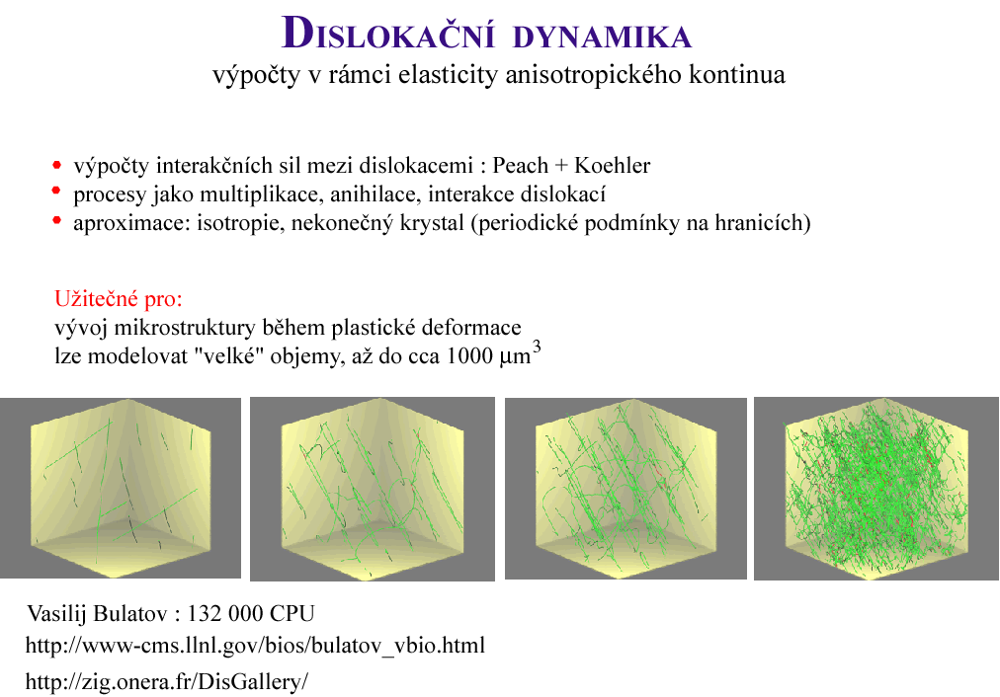 DISLOKAČNÍ DYNAMIKA
výpočty v rámci elasticity anisotropického kontinua
• výpočty interakčních sil mezi dislokacemi : Peach + Koehler
• procesy jako multiplikace, anihilace, interakce dislokací
• aproximace: isotropie, nekonečný krystal (periodické podmínky na hranicích)
Užitečné pro:
vývoj mikrostruktury během plastické deformace
lze modelovat "velké" objemy, až do cca 1000 μm³
Vasilij Bulatov : 132 000 CPU
http://www-cms.llnl.gov/bios/bulatov_vbio.html
http://zig.onera.fr/DisGallery/